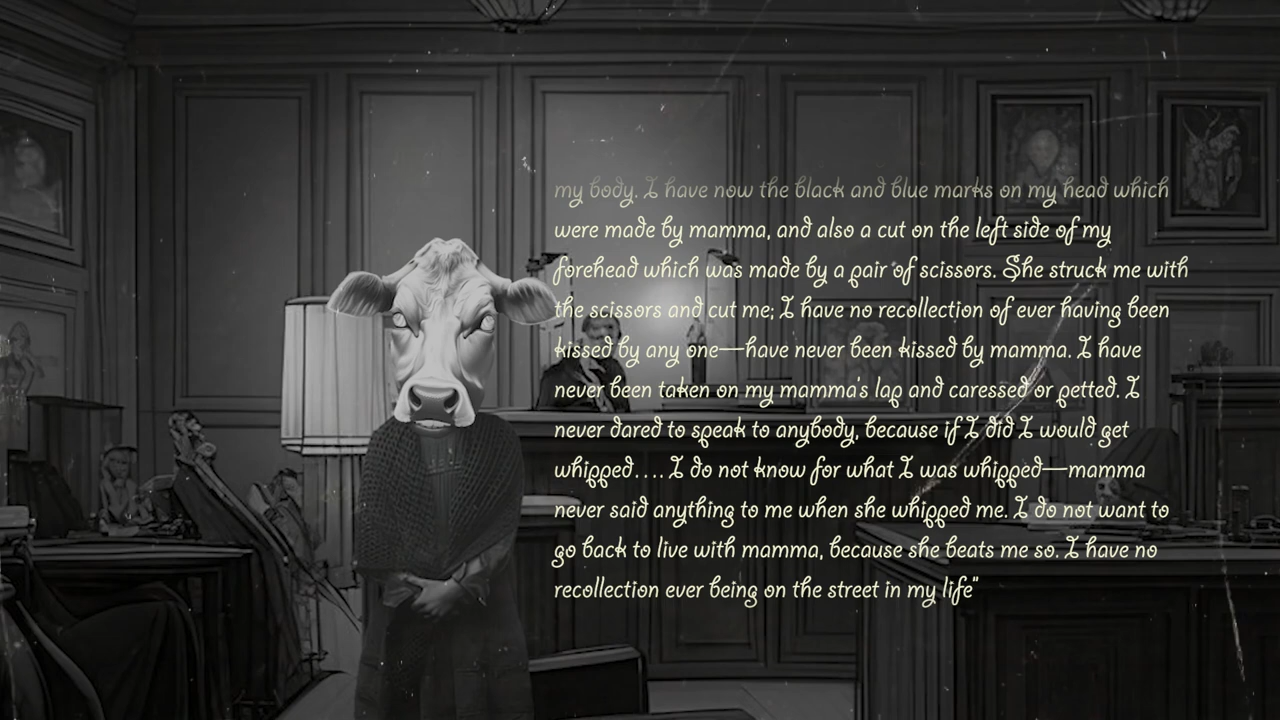 my body. I have now the black and blue marks on my head which
were made by mamma, and also a cut on the left side of my
forehead which was made by a pair of scissors. She struck me with
the scissors and cut me; I have no recollection of ever having been
kissed by any one—have never been kissed by mamma. I have
never been taken on my mamma's lap and caressed or petted. I
never dared to speak to anybody, because if I did I would get
whipped.... I do not know for what I was whipped—mamma
never said anything to me when she whipped me. I do not want to
go back to live with mamma, because she beats me so. I have no
recollection ever being on the street in my life"